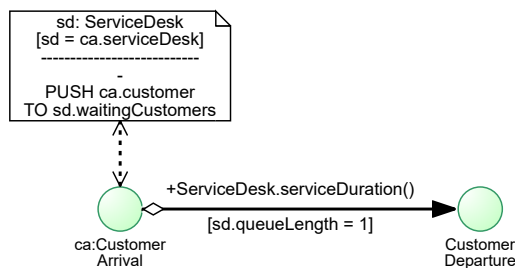 sd: ServiceDesk
[sd = ca.serviceDesk]
---------------------------
-
PUSH ca.customer
TO sd.waitingCustomers
+ServiceDesk.serviceDuration()
[sd.queueLength = 1]
ca:Customer
Arrival
Customer
Departure